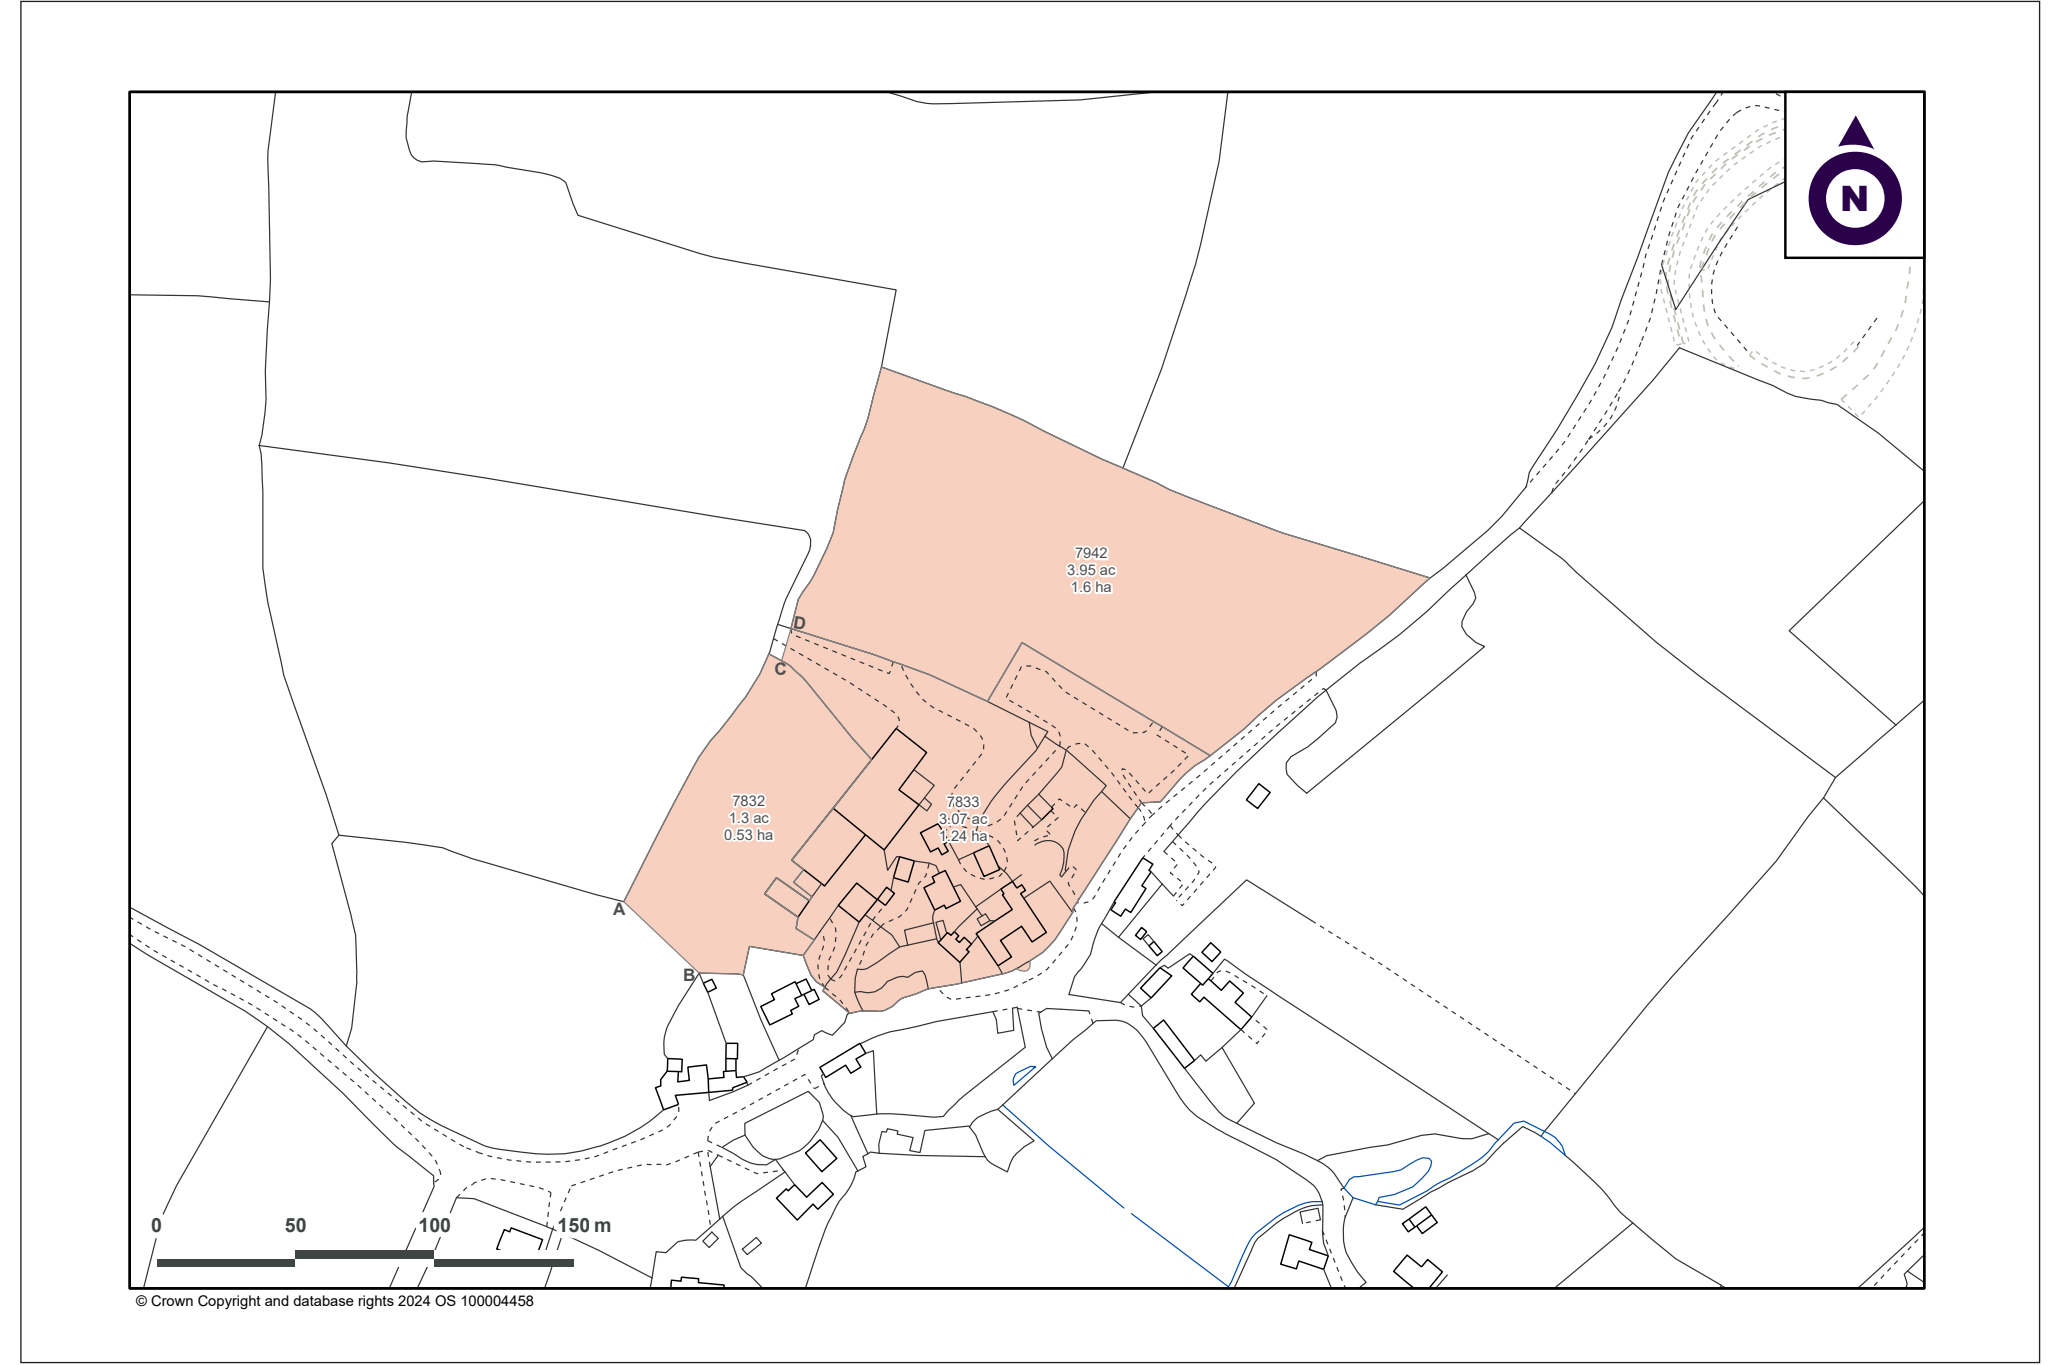 N
7942
3.95 ac
1.6 ha
D
C
7832
1.3 ac
0.53 ha
7833
3.07 ac
1.24 ha
A
B
0 50 100 150 m
© Crown Copyright and database rights 2024 OS 100004458